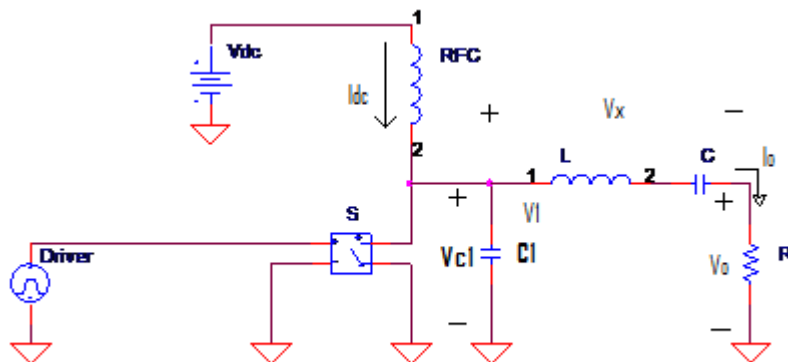 1
Vdc
RFC
Idc
+
Vx
−
2
L
C
Io
1
2
S
+
V1
+
Driver
Vc1
C1
Vo
R
−
−